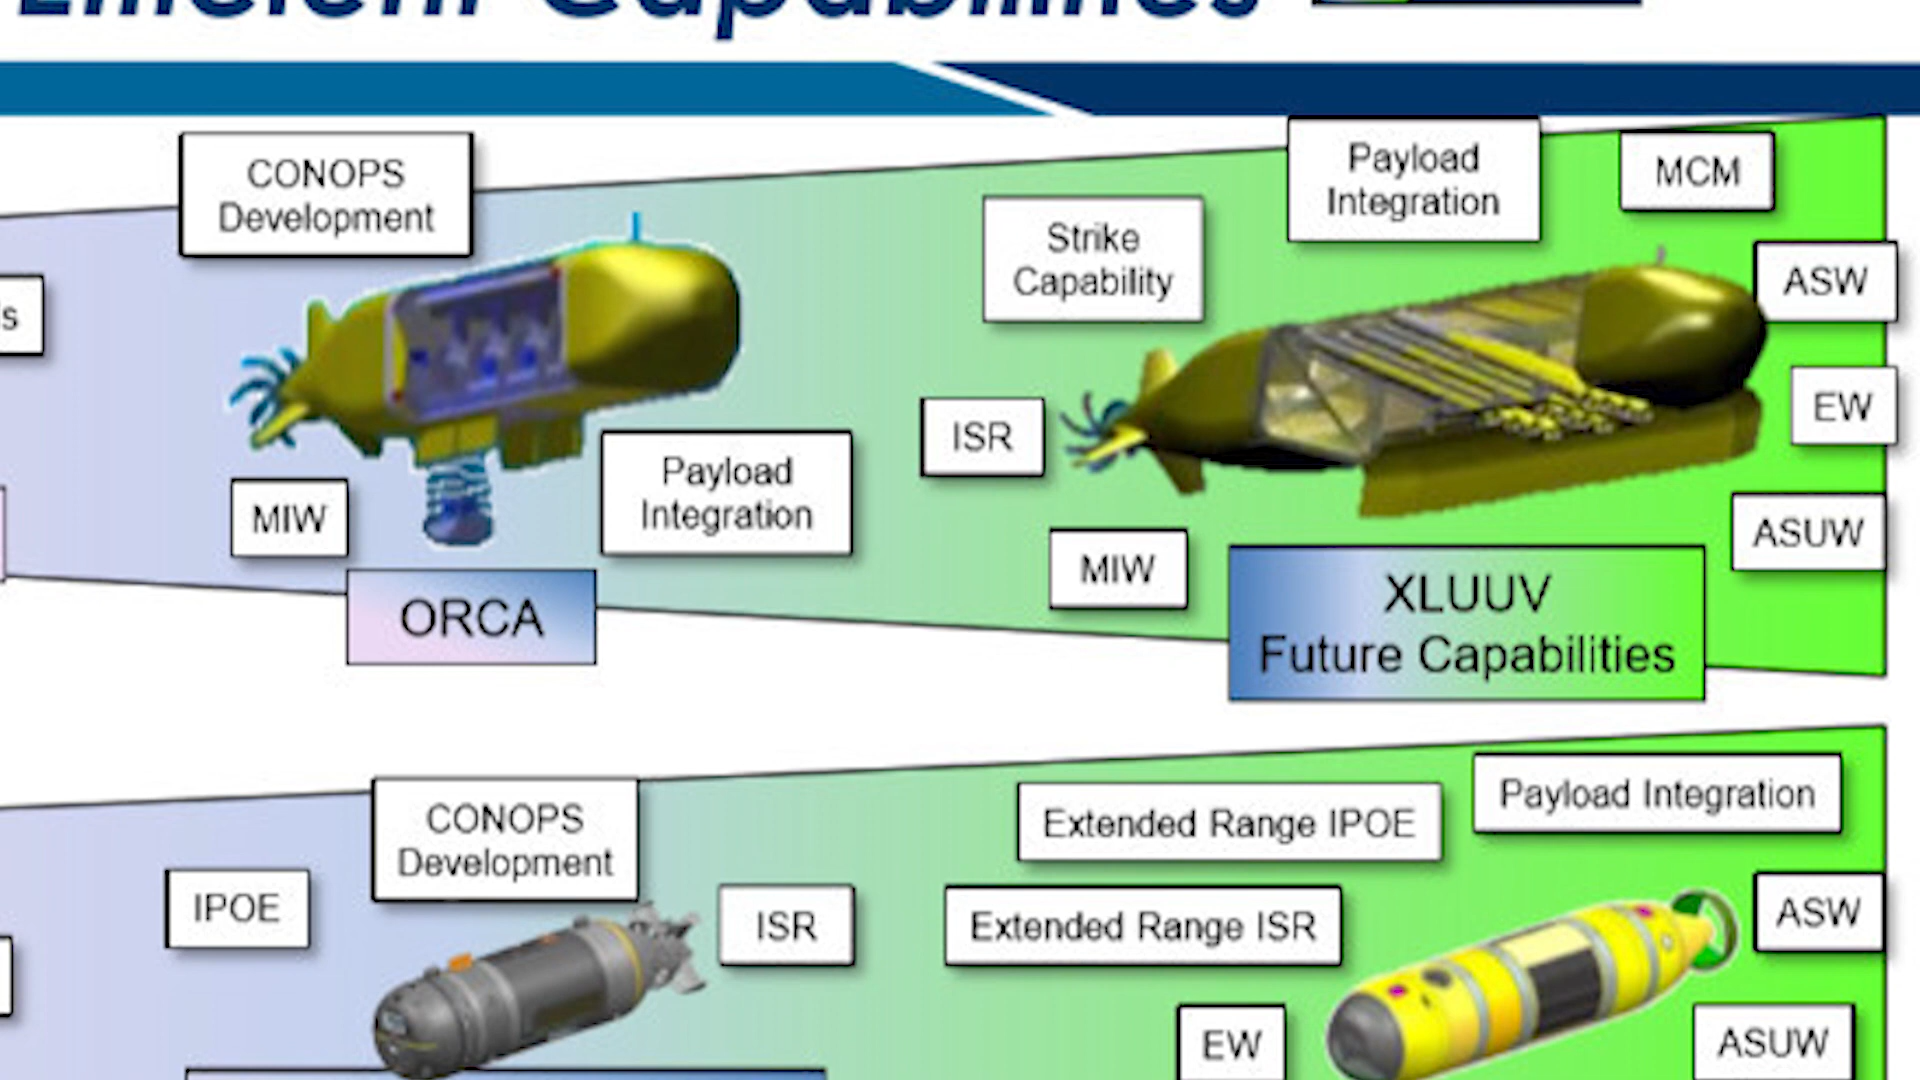 Capabilities
CONOPS
Development
Payload
Integration
MCM
Strike
Capability
ASW
s
ISR
EW
MIW
Payload
Integration
MIW
ASUW
ORCA
XLUUV
Future Capabilities
CONOPS
Development
Extended Range IPOE
Payload Integration
IPOE
ISR
Extended Range ISR
ASW
EW
ASUW